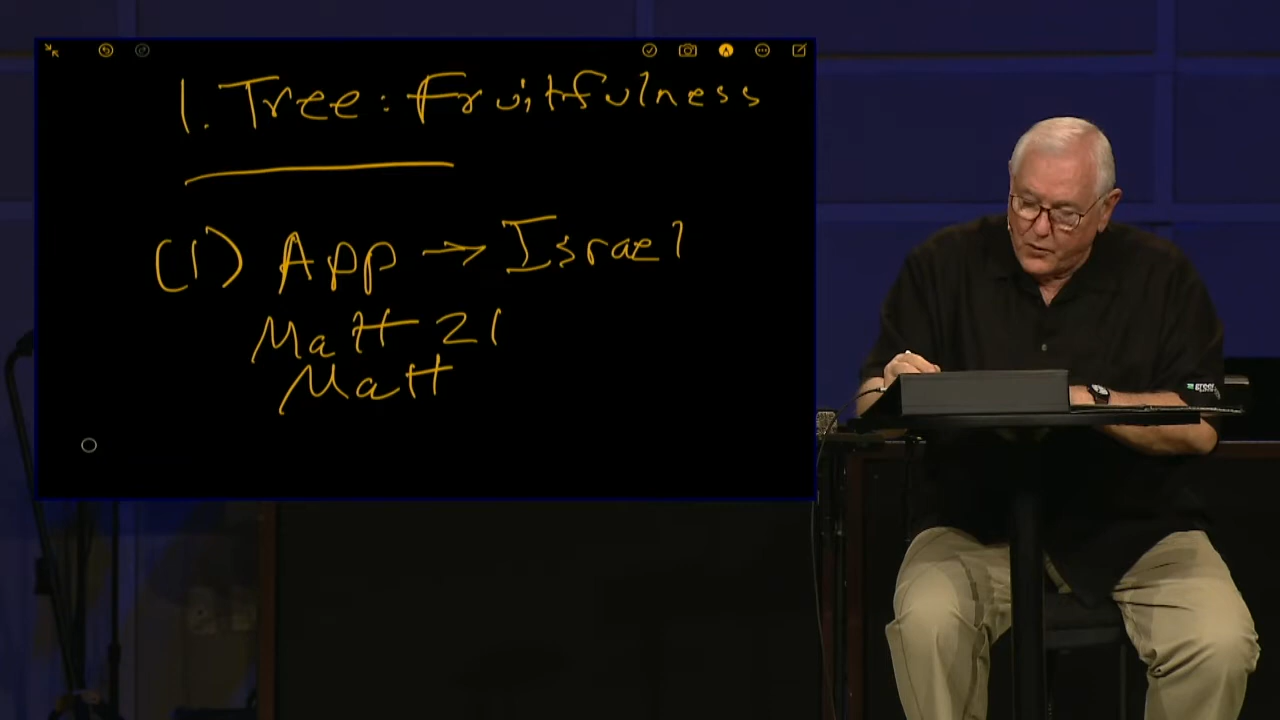 1. Tree: Fruitfulness
(1) App → Israel
Matt 21
Matt